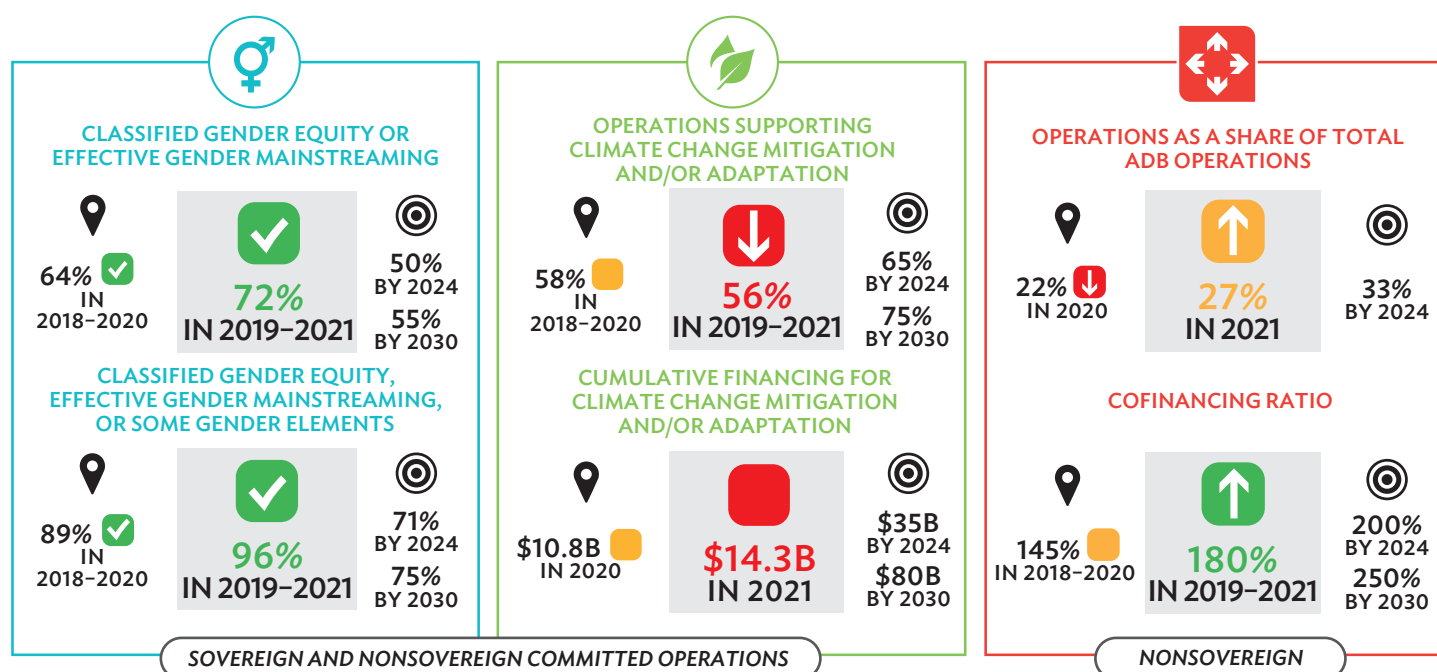 CLASSIFIED GENDER EQUITY OR
EFFECTIVE GENDER MAINSTREAMING
64%
IN
2018–2020
72%
IN 2019–2021
50%
BY 2024
55%
BY 2030
CLASSIFIED GENDER EQUITY,
EFFECTIVE GENDER MAINSTREAMING,
OR SOME GENDER ELEMENTS
89%
IN
2018–2020
96%
IN 2019–2021
71%
BY 2024
75%
BY 2030
OPERATIONS SUPPORTING
CLIMATE CHANGE MITIGATION
AND/OR ADAPTATION
58%
IN
2018–2020
56%
IN 2019–2021
65%
BY 2024
75%
BY 2030
CUMULATIVE FINANCING FOR
CLIMATE CHANGE MITIGATION
AND/OR ADAPTATION
$10.8B
IN 2020
$14.3B
IN 2021
$35B
BY 2024
$80B
BY 2030
SOVEREIGN AND NONSOVEREIGN COMMITTED OPERATIONS
OPERATIONS AS A SHARE OF TOTAL
ADB OPERATIONS
22%
IN 2020
27%
IN 2021
33%
BY 2024
COFINANCING RATIO
145%
IN 2018–2020
180%
IN 2019–2021
200%
BY 2024
250%
BY 2030
NONSOVEREIGN